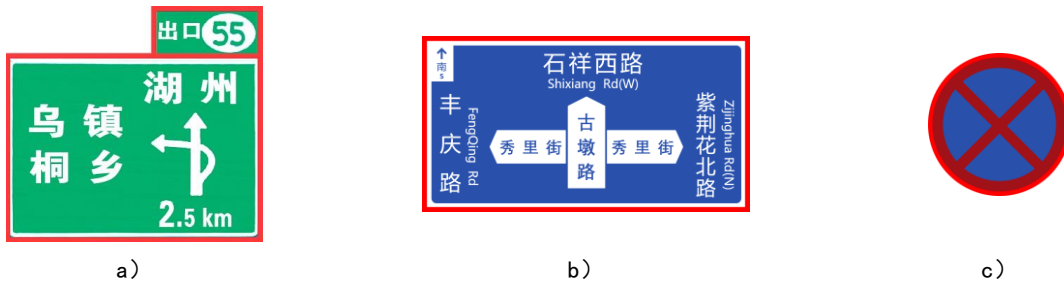 出口 55
湖州
乌镇
桐乡
2.5 km
a）
南
S
石祥西路
Shixiang Rd(W)
丰庆路
FengQing Rd
秀里街
古墩路
秀里街
紫荆花北路
Zijinghua Rd(N)
b）
c）